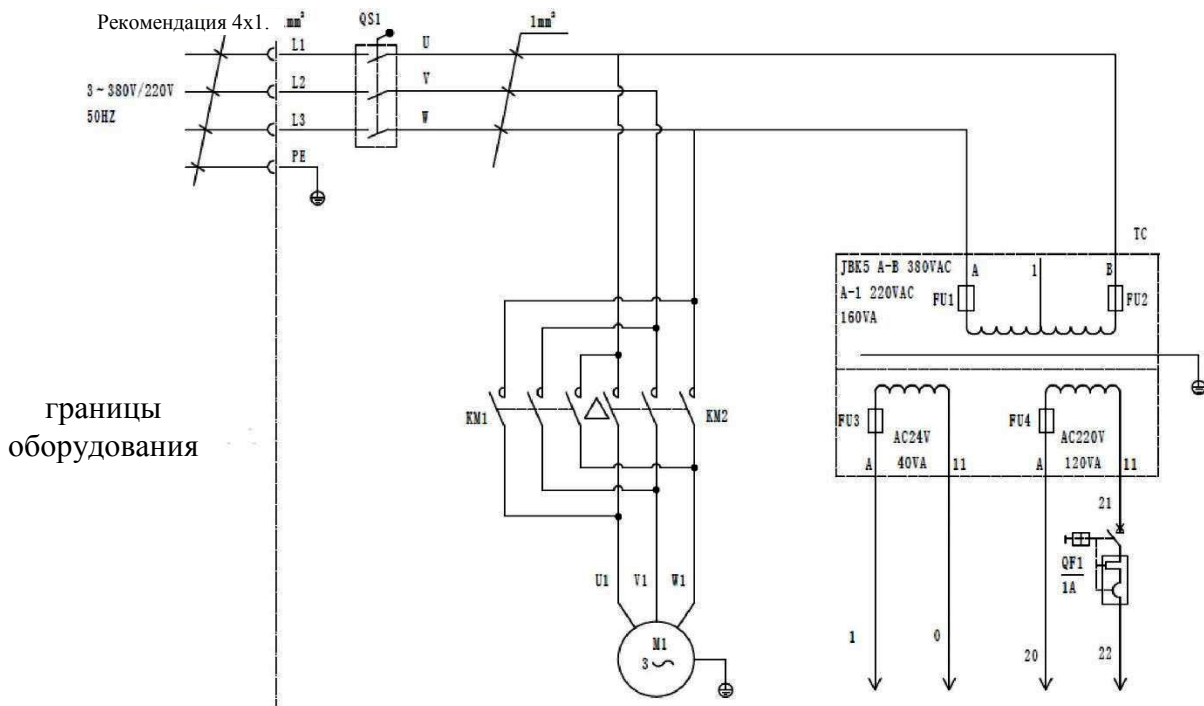 Рекомендация 4x1. mm²
QS1
1mm²
L1
U
L2
V
3~380V/220V
50HZ
L3
W
PE
TC
JBK5 A-B 380VAC
A-1 220VAC
160VA
A
1
B
FU1
FU2
границы
оборудования
KM1
KM2
FU3
AC24V
40VA
A
11
FU4
AC220V
120VA
A
11
21
QF1
1A
U1
V1
W1
M1
3
1
0
20
22